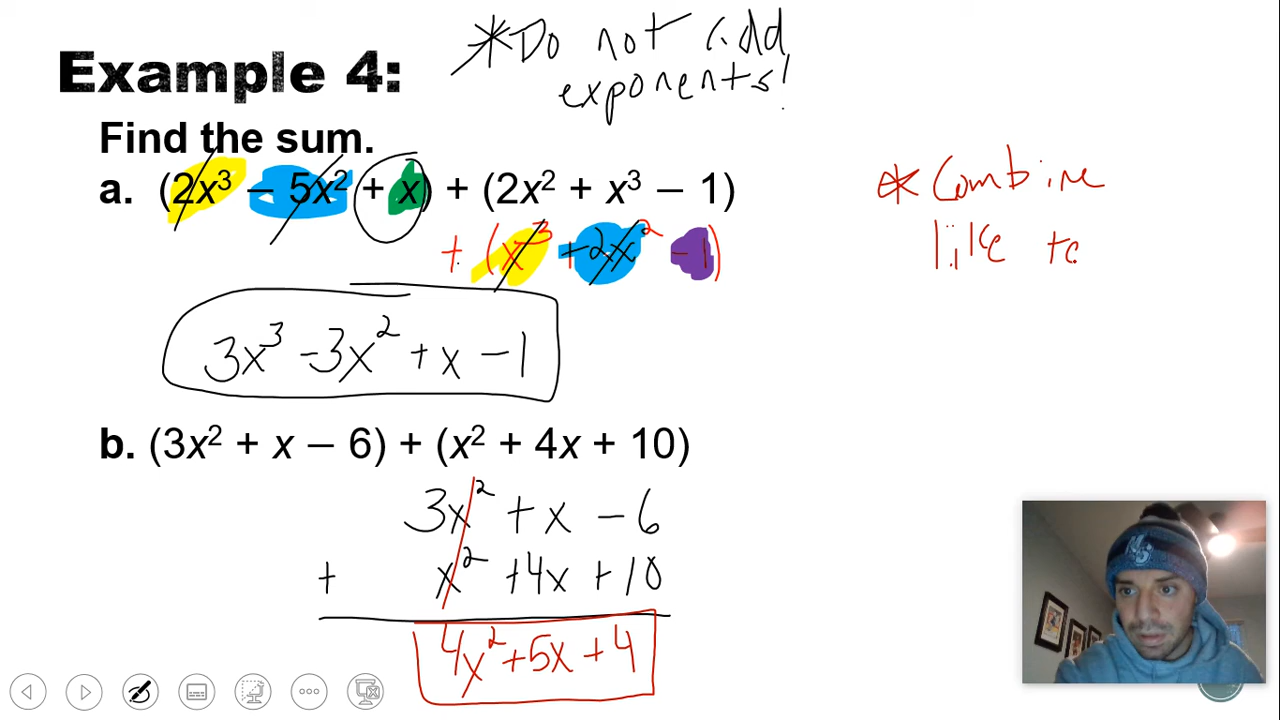 *Do not add
exponents!
Example 4:
Find the sum.
a. (2x³ – 5x² + x) + (2x² + x³ – 1)
+ (x³ +2x² -1)
3x³ -3x² + x -1
* Combine
like te
b. (3x² + x – 6) + (x² + 4x + 10)
3x² + x - 6
+ x² +4x +10
4x² +5x +4